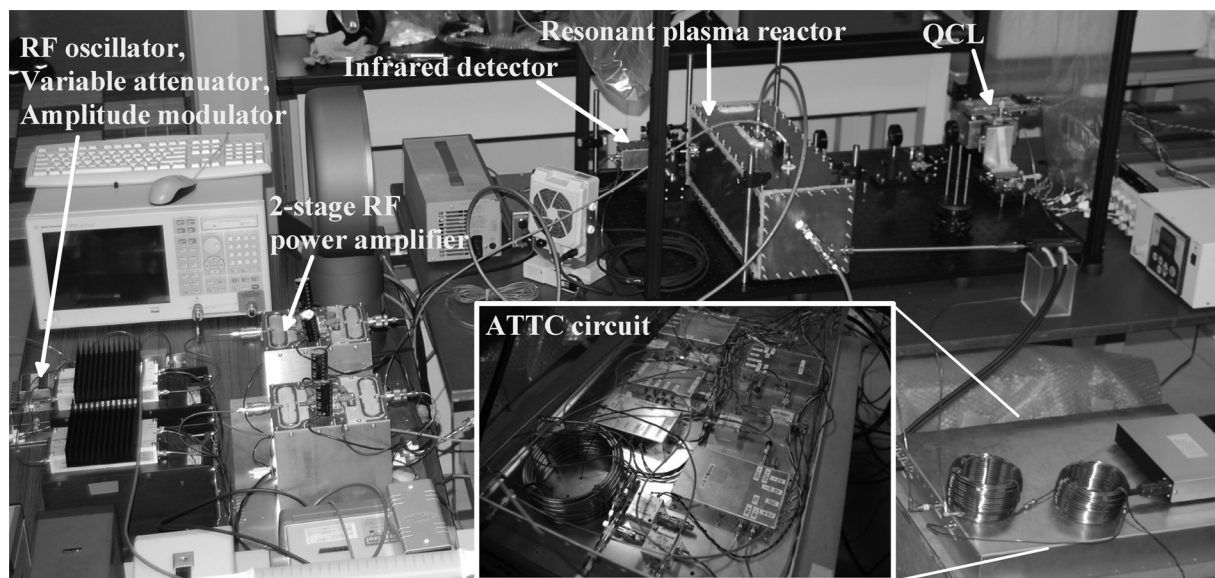 RF oscillator,
Variable attenuator,
Amplitude modulator
Infrared detector
Resonant plasma reactor
QCL
2-stage RF
power amplifier
ATTC circuit